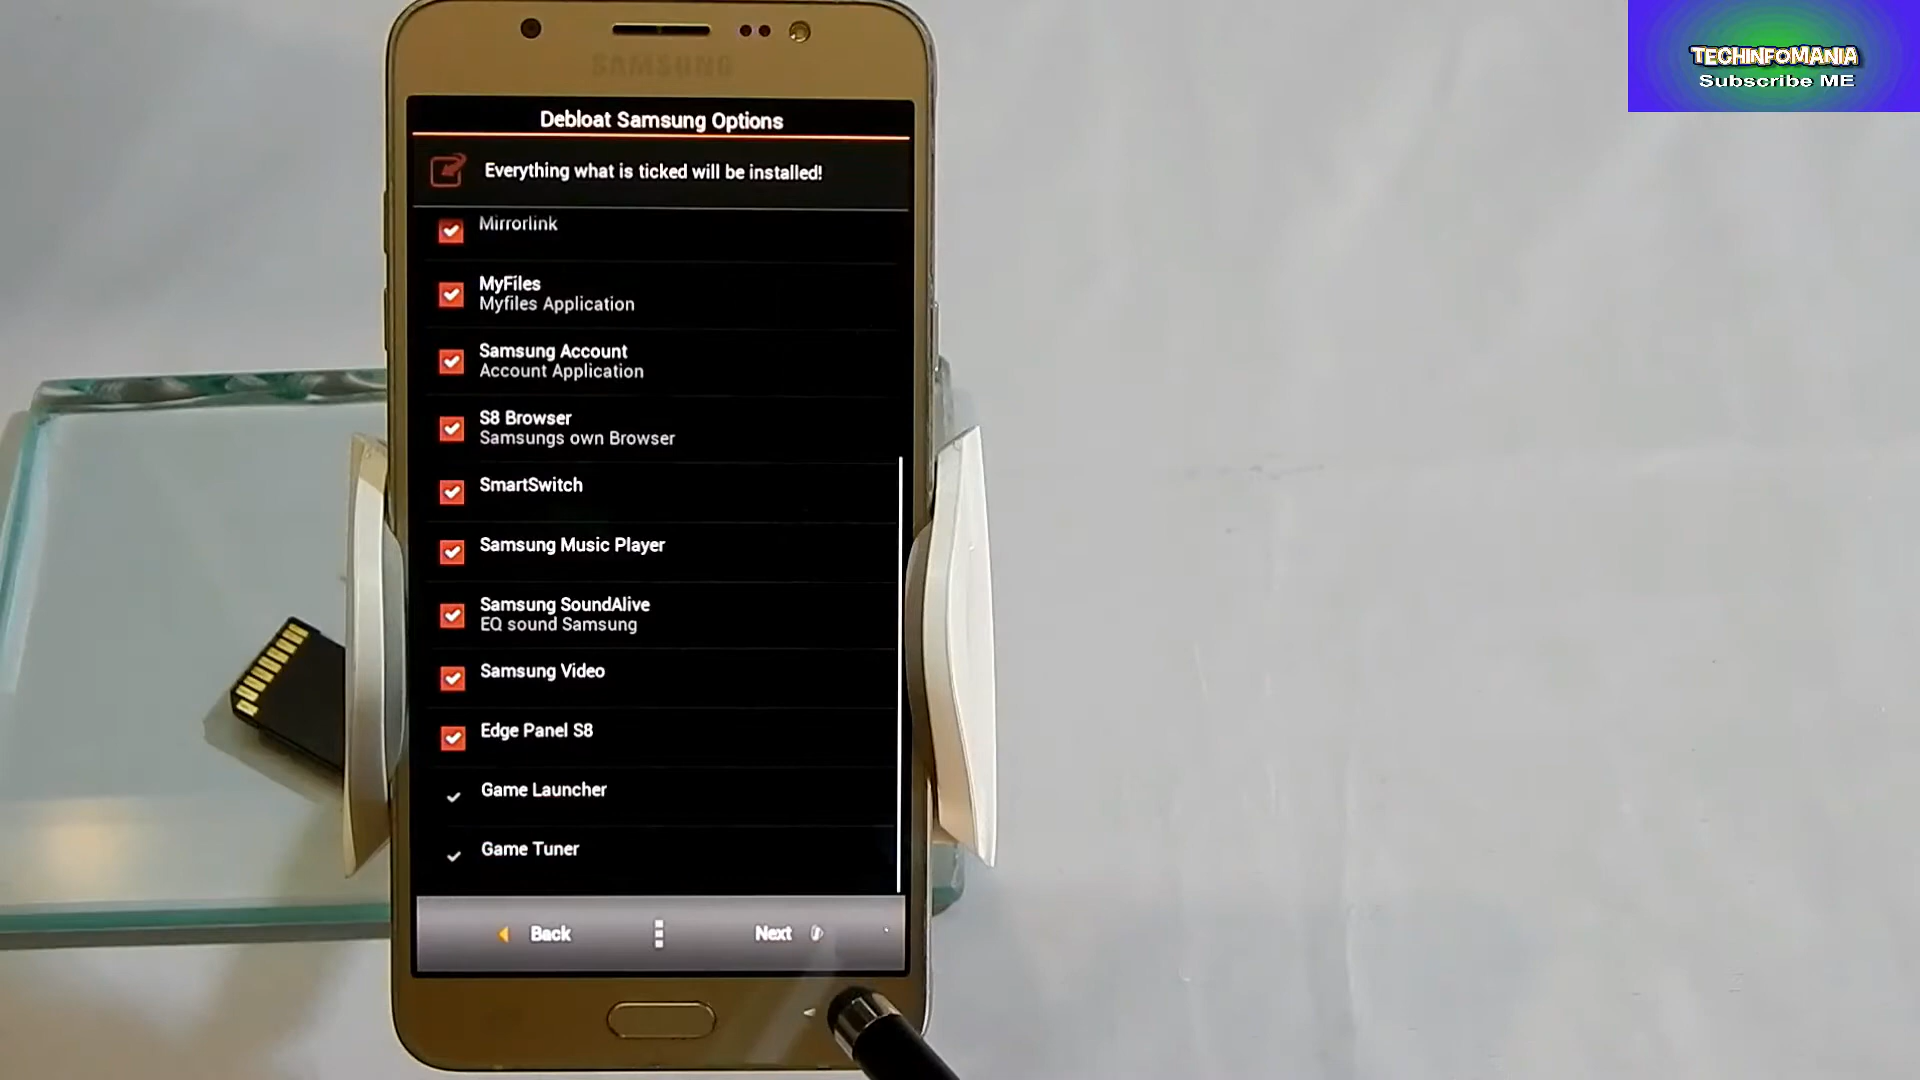 TECHINFOMANIA
Subscribe ME
SAMSUNG
Debloat Samsung Options
Everything what is ticked will be installed!
Mirrorlink
MyFiles
Myfiles Application
Samsung Account
Account Application
S8 Browser
Samsungs own Browser
SmartSwitch
Samsung Music Player
Samsung SoundAlive
EQ sound Samsung
Samsung Video
Edge Panel S8
Game Launcher
Game Tuner
Back
Next